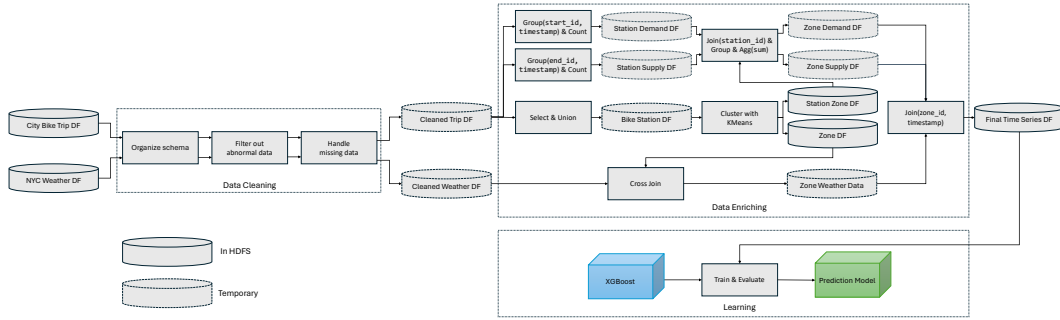 City Bike Trip DF
NYC Weather DF
Organize schema
Filter out
abnormal data
Handle
missing data
Data Cleaning
Cleaned Trip DF
Cleaned Weather DF
Group(start_id,
timestamp) & Count
Station Demand DF
Group(end_id,
timestamp) & Count
Station Supply DF
Join(station_id) &
Group & Agg(sum)
Zone Demand DF
Zone Supply DF
Select & Union
Bike Station DF
Cluster with
KMeans
Station Zone DF
Zone DF
Join(zone_id,
timestamp)
Final Time Series DF
Cross Join
Zone Weather Data
Data Enriching
In HDFS
Temporary
XGBoost
Train & Evaluate
Prediction Model
Learning